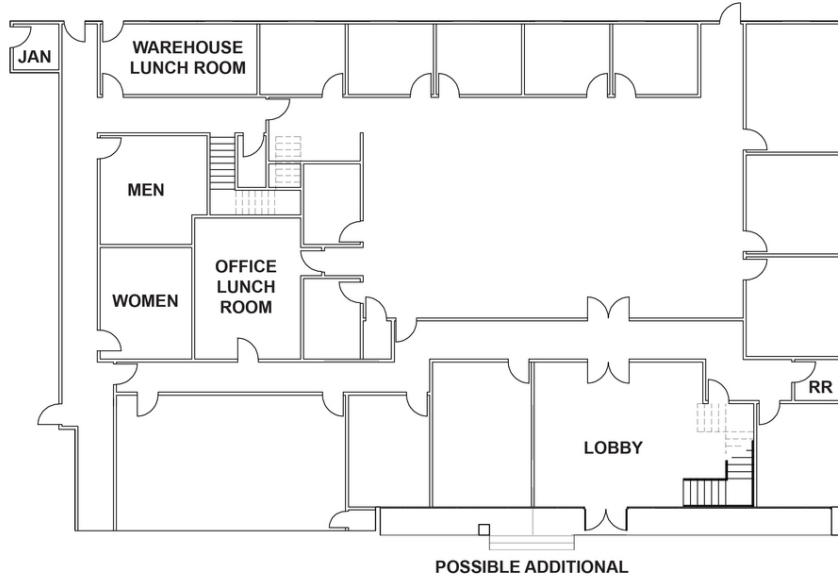 JAN
WAREHOUSE
LUNCH ROOM
MEN
OFFICE
LUNCH
ROOM
WOMEN
RR
LOBBY
POSSIBLE ADDITIONAL